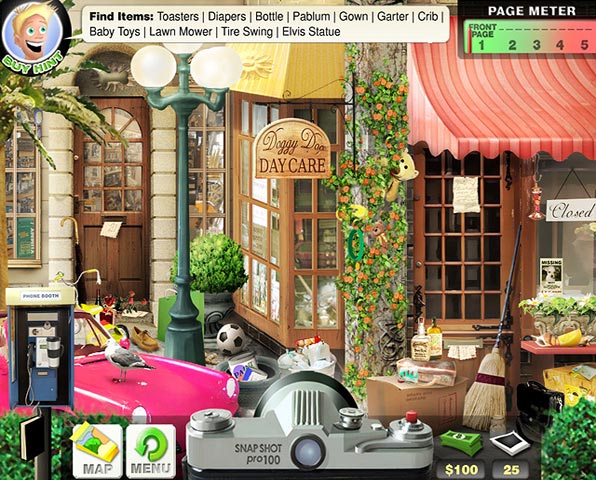 Find Items: Toasters | Diapers | Bottle | Pablum | Gown | Garter | Crib |
Baby Toys | Lawn Mower | Tire Swing | Elvis Statue
BUY HINT
PAGE METER
FRONT PAGE
1 2 3 4 5
Doggy Doo
DAY CARE
Closed
MISSING
PHONE BOOTH
MAP
MENU
SNAP SHOT
pro100
$100
25